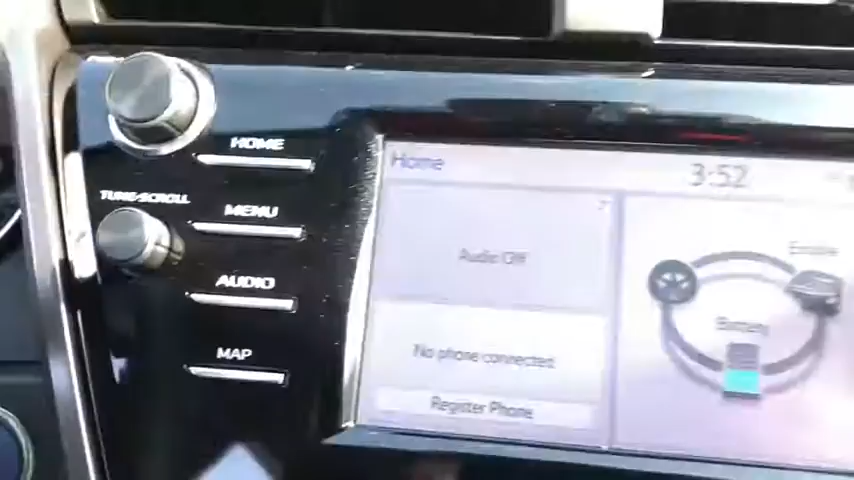 HOME
TUNE•SCROLL
MENU
AUDIO
MAP
Home
3:52
Audio Off
No phone connected
Register Phone
Engine
Battery